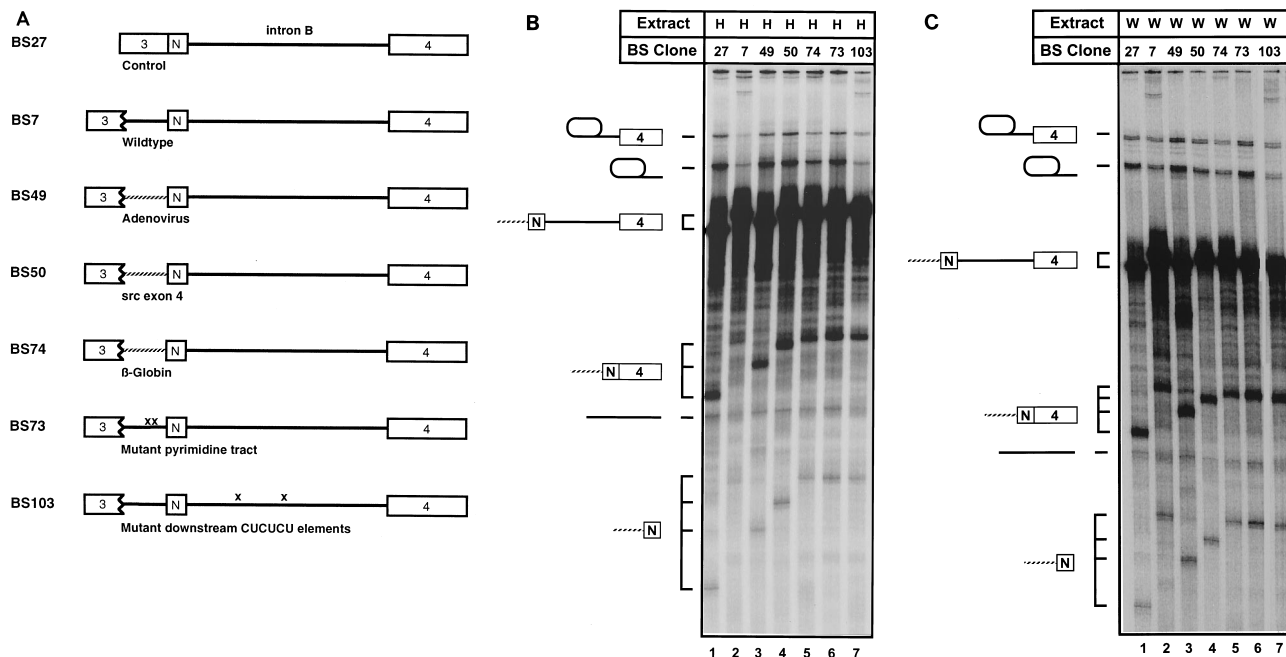 A
BS27
3
N
intron B
4
Control
BS7
3
N
4
Wildtype
BS49
3
N
4
Adenovirus
BS50
3
N
4
src exon 4
BS74
3
N
4
ß-Globin
BS73
3
xx
N
4
Mutant pyrimidine tract
BS103
3
N
x
x
4
Mutant downstream CUCUCU elements
B
Extract H H H H H H H
BS Clone 27 7 49 50 74 73 103
4
N 4
N 4
N
1 2 3 4 5 6 7
C
Extract W W W W W W W
BS Clone 27 7 49 50 74 73 103
4
N 4
N 4
N
1 2 3 4 5 6 7